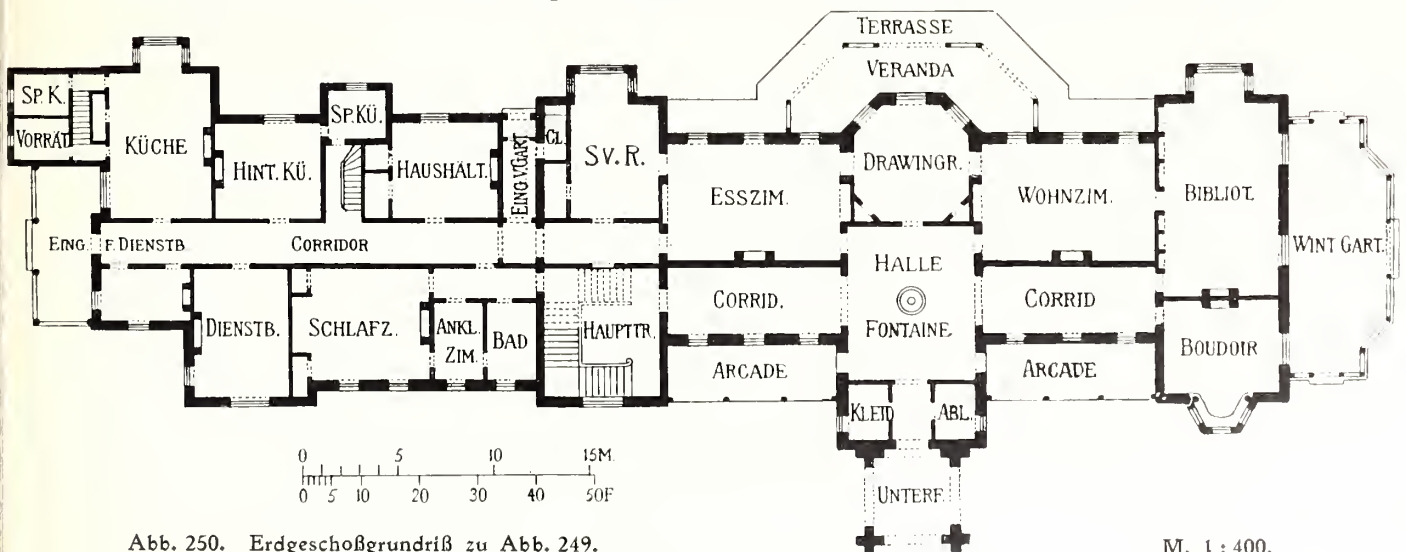 TERRASSE
VERANDA
SP. K.
VORRÄT
KÜCHE
HINT. KÜ.
SP. KÜ.
HAUSHÄLT.
EING. V. GART.
CL.
SV. R.
ESSZIM.
DRAWINGR.
WOHNZIM.
BIBLIOT.
WINT GART.
EING. F. DIENSTB.
CORRIDOR
HALLE
FONTAINE
CORRID.
CORRID
DIENSTB.
SCHLAFZ.
ANKL.
ZIM.
BAD
HAUPTTR.
ARCADE
ARCADE
BOUDOIR
KLEID
ABL.
UNTERF.
0 5 10 15M.
0 5 10 20 30 40 50F
Abb. 250. Erdgeschoßgrundriß zu Abb. 249.
M. 1 : 400.